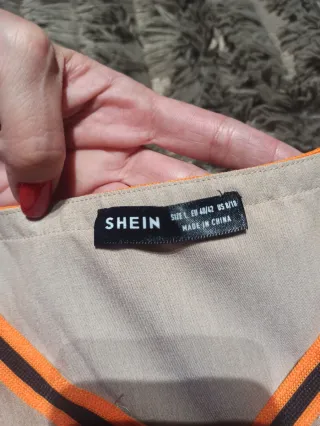 SHEIN
SIZE L EU 40/42 US 8/10
MADE IN CHINA